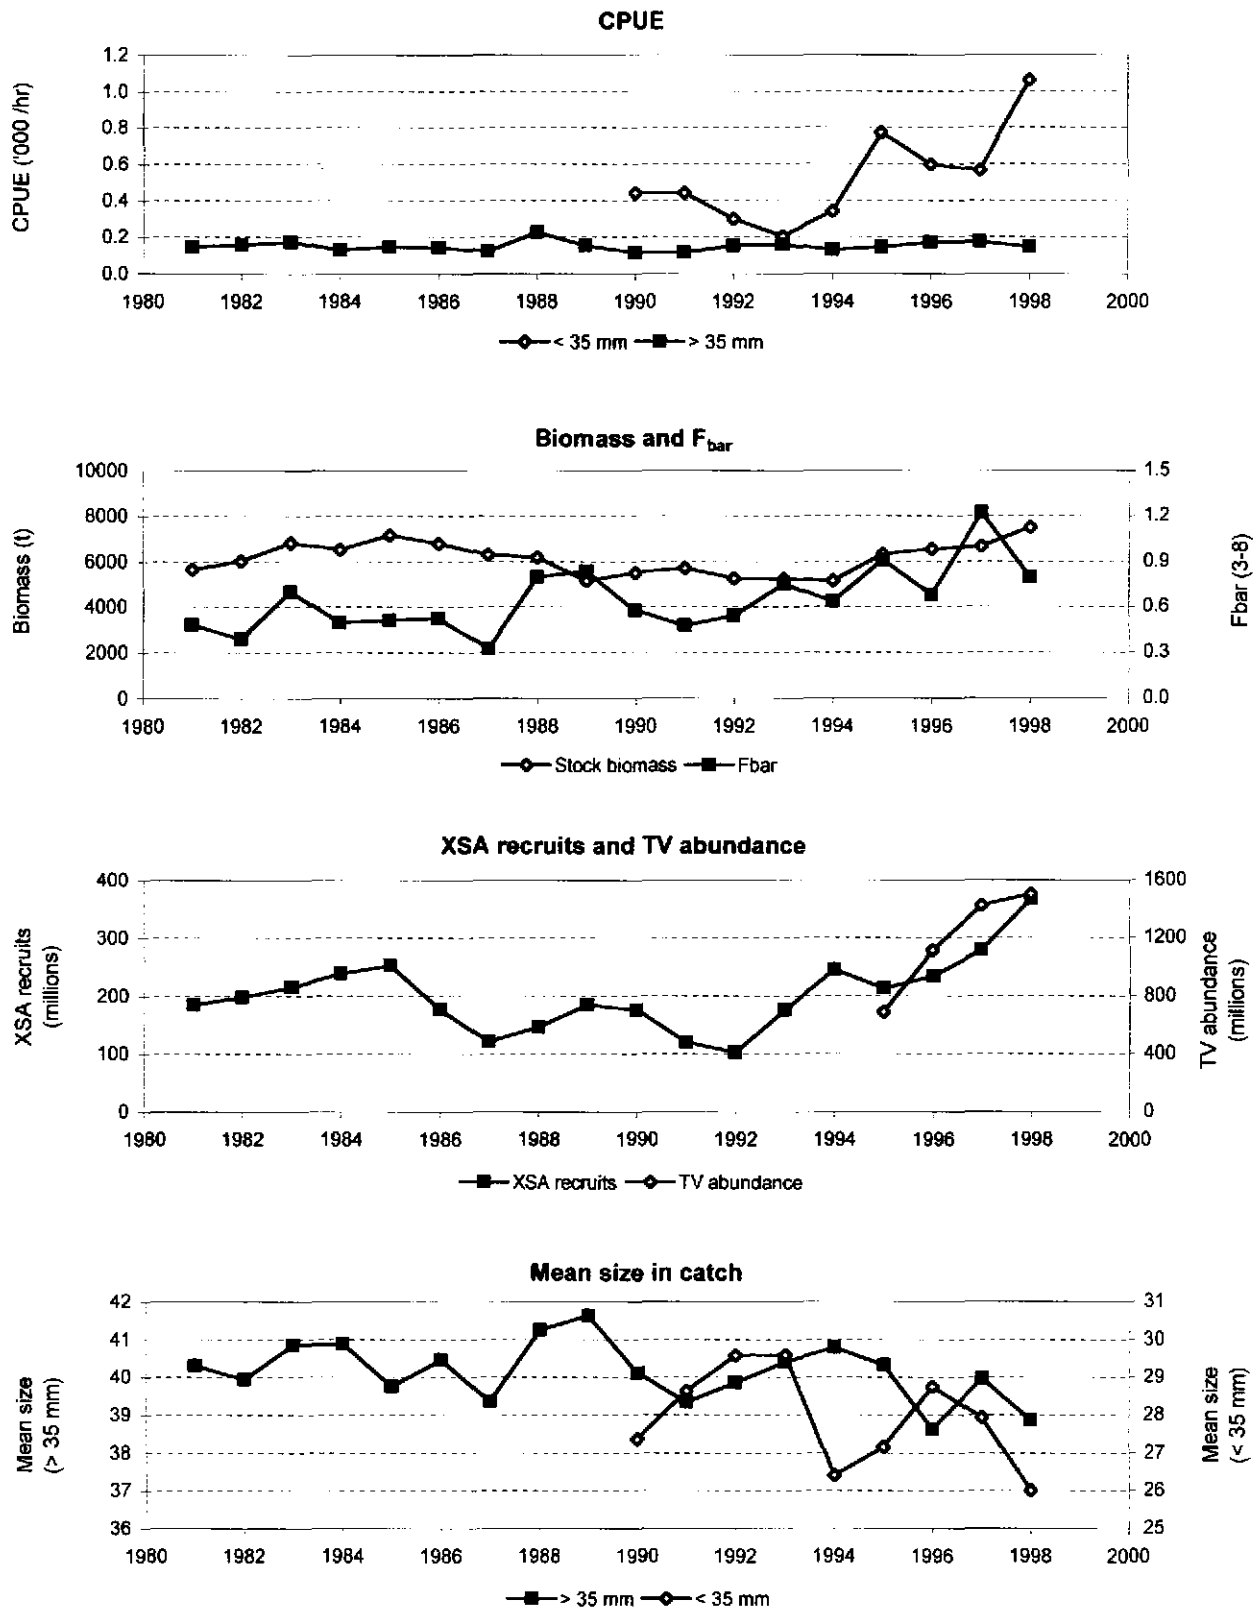 CPUE
CPUE ('000 /hr)
1.2
1.0
0.8
0.6
0.4
0.2
0.0
1980 1982 1984 1986 1988 1990 1992 1994 1996 1998 2000
< 35 mm > 35 mm
Biomass and Fbar
Biomass (t)
10000
8000
6000
4000
2000
0
1.5
1.2
0.9
0.6
0.3
0.0
Fbar (3-8)
1980 1982 1984 1986 1988 1990 1992 1994 1996 1998 2000
Stock biomass Fbar
XSA recruits and TV abundance
XSA recruits
(millions)
400
300
200
100
0
1600
1200
800
400
0
TV abundance
(millions)
1980 1982 1984 1986 1988 1990 1992 1994 1996 1998 2000
XSA recruits TV abundance
Mean size in catch
Mean size
(> 35 mm)
42
41
40
39
38
37
36
31
30
29
28
27
26
25
Mean size
(< 35 mm)
1980 1982 1984 1986 1988 1990 1992 1994 1996 1998 2000
> 35 mm < 35 mm